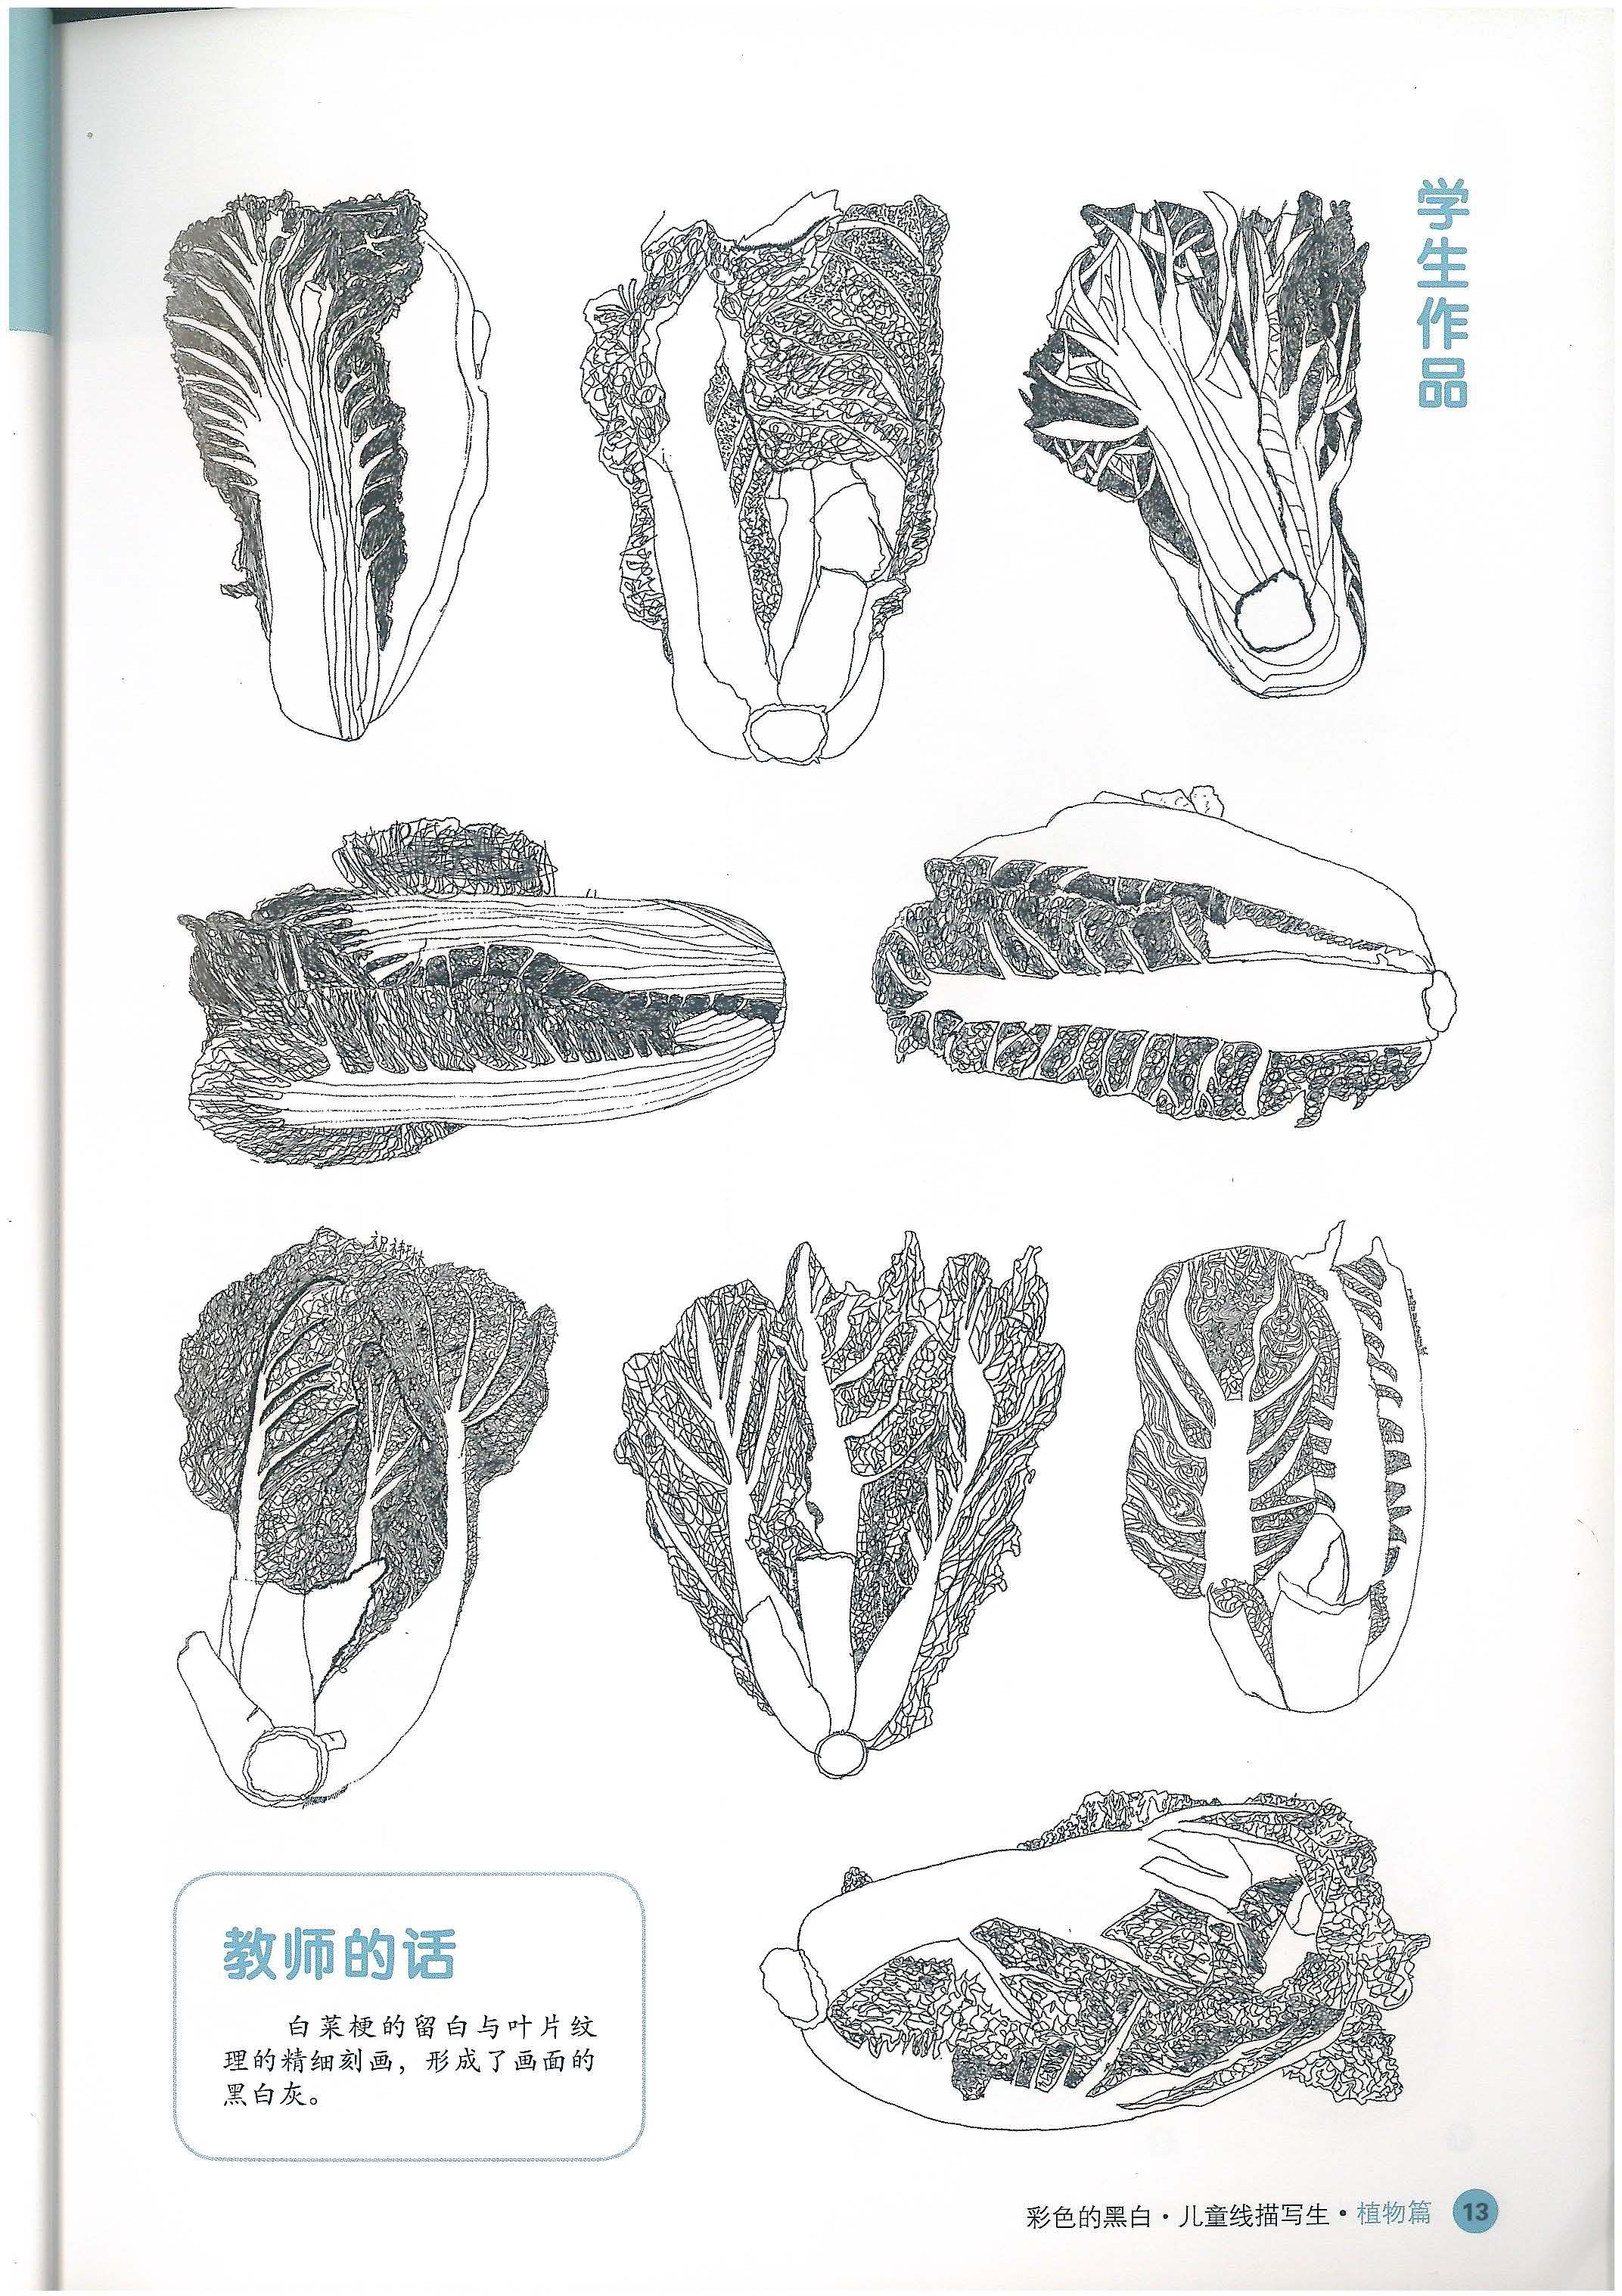 学生作品
教师的话
白菜梗的留白与叶片纹
理的精细刻画，形成了画面的
黑白灰。
彩色的黑白·儿童线描写生·植物篇 13